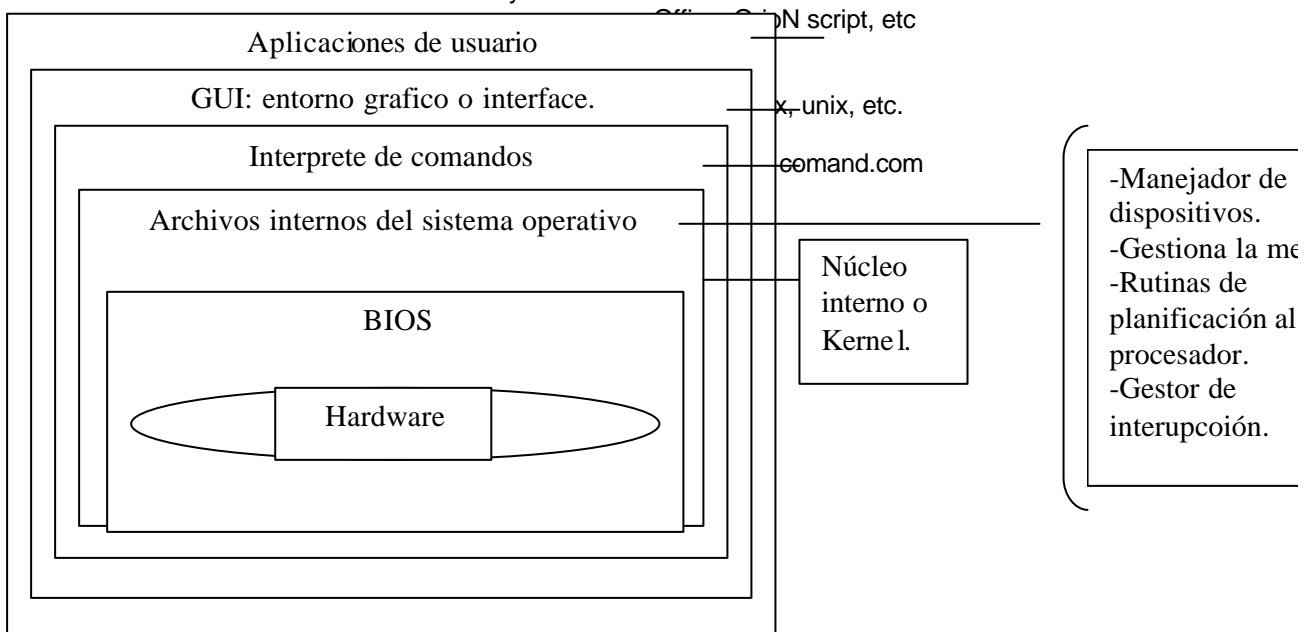 script, etc
Aplicaciones de usuario
GUI: entorno grafico o interface.
unix, etc.
Interprete de comandos
comand.com
Archivos internos del sistema operativo
-Manejador de
dispositivos.
-Gestiona la
-Rutinas de
planificación al
procesador.
-Gestor de
interupcoión.
Núcleo
interno o
Kernel.
BIOS
Hardware